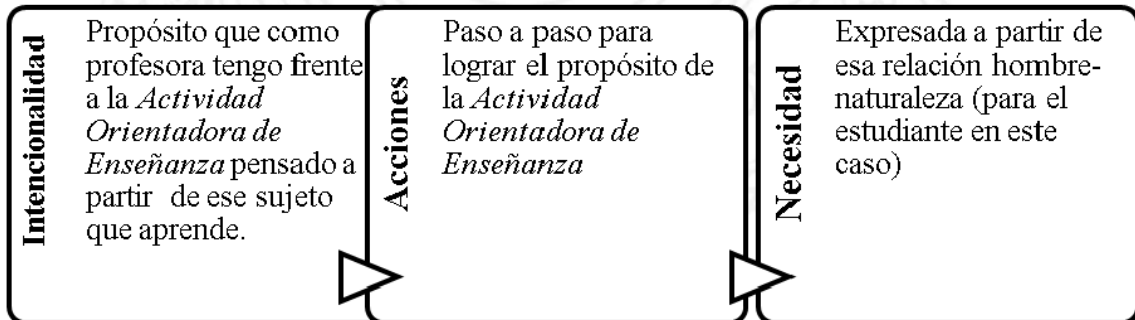 Intencionalidad
Propósito que como
profesora tengo frente
a la Actividad
Orientadora de
Enseñanza pensado a
partir de ese sujeto
que aprende.
Acciones
Paso a paso para
lograr el propósito de
la Actividad
Orientadora de
Enseñanza
Necesidad
Expresada a partir de
esa relación hombre-
naturaleza (para el
estudiante en este
caso)